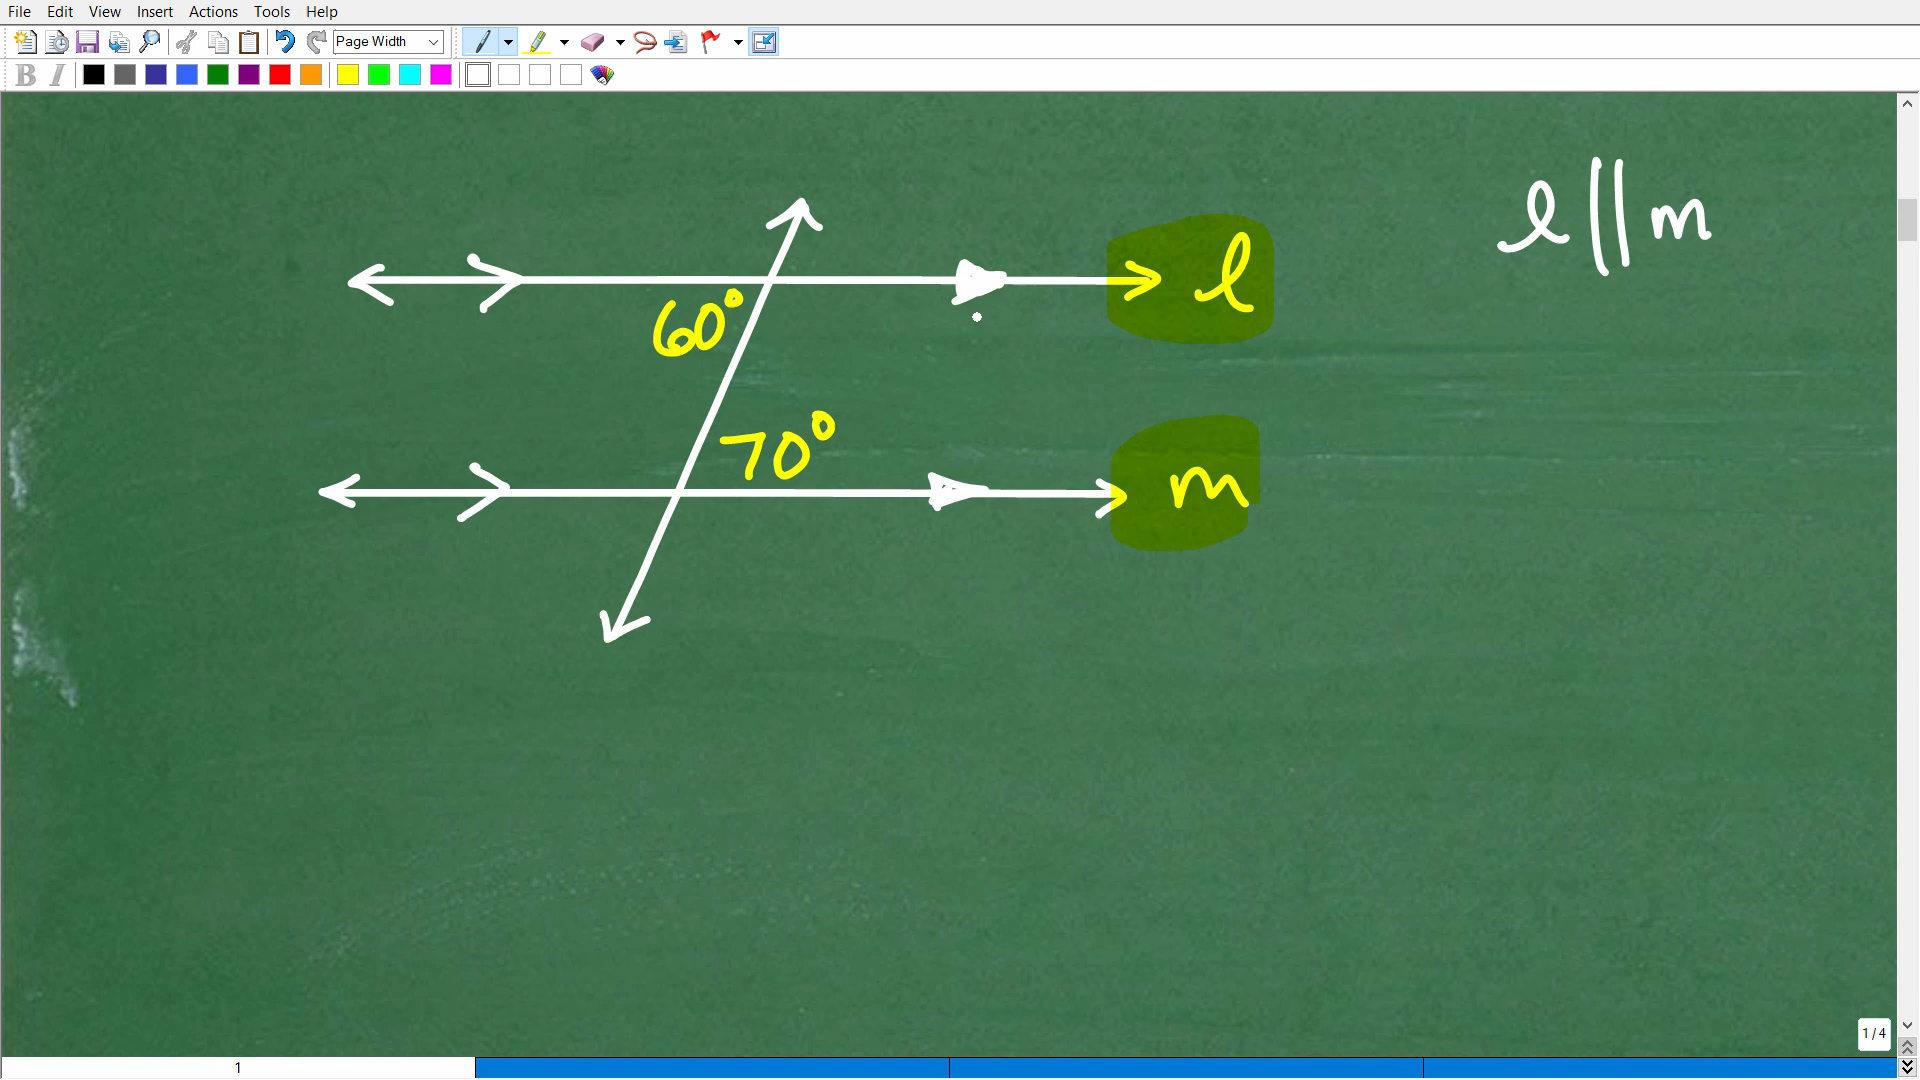 File Edit View Insert Actions Tools Help
Page Width
B I
l || m
l
60°
70°
m
1 / 4
1